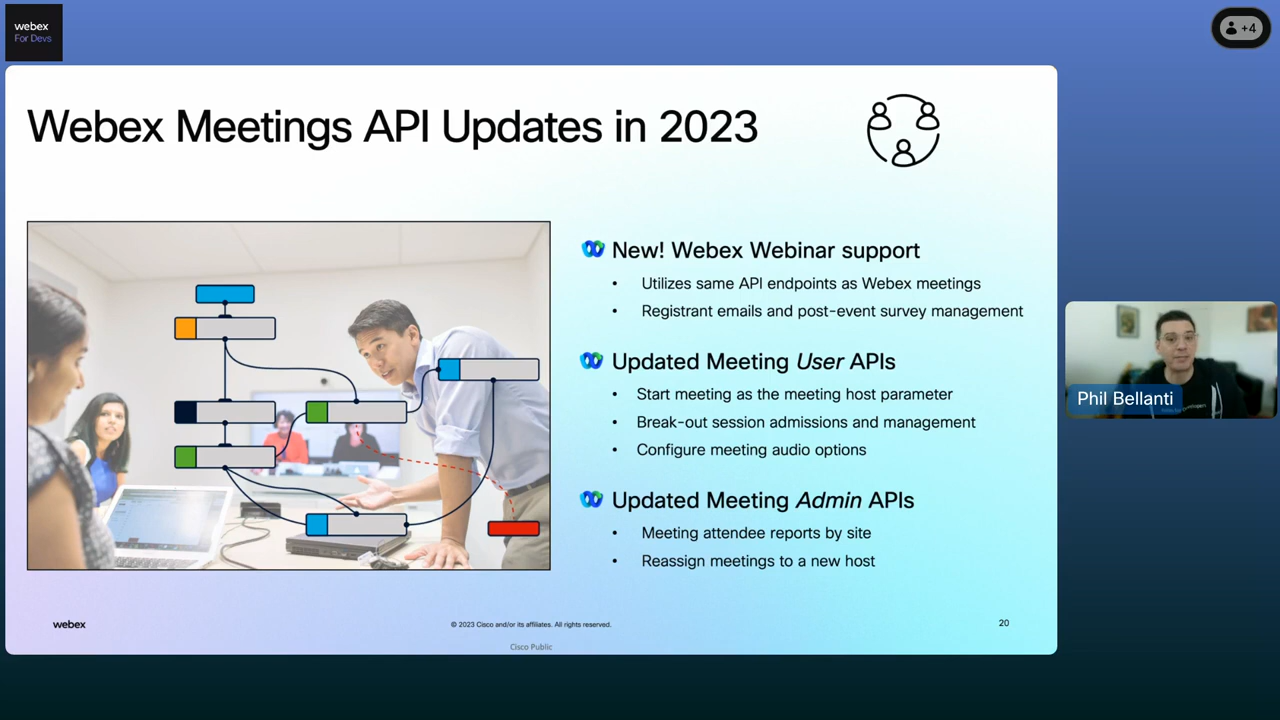 webex
For Devs
+4
Webex Meetings API Updates in 2023
New! Webex Webinar support
• Utilizes same API endpoints as Webex meetings
• Registrant emails and post-event survey management
Updated Meeting User APIs
• Start meeting as the meeting host parameter
• Break-out session admissions and management
• Configure meeting audio options
Updated Meeting Admin APIs
• Meeting attendee reports by site
• Reassign meetings to a new host
Phil Bellanti
webex
© 2023 Cisco and/or its affiliates. All rights reserved.
20
Cisco Public